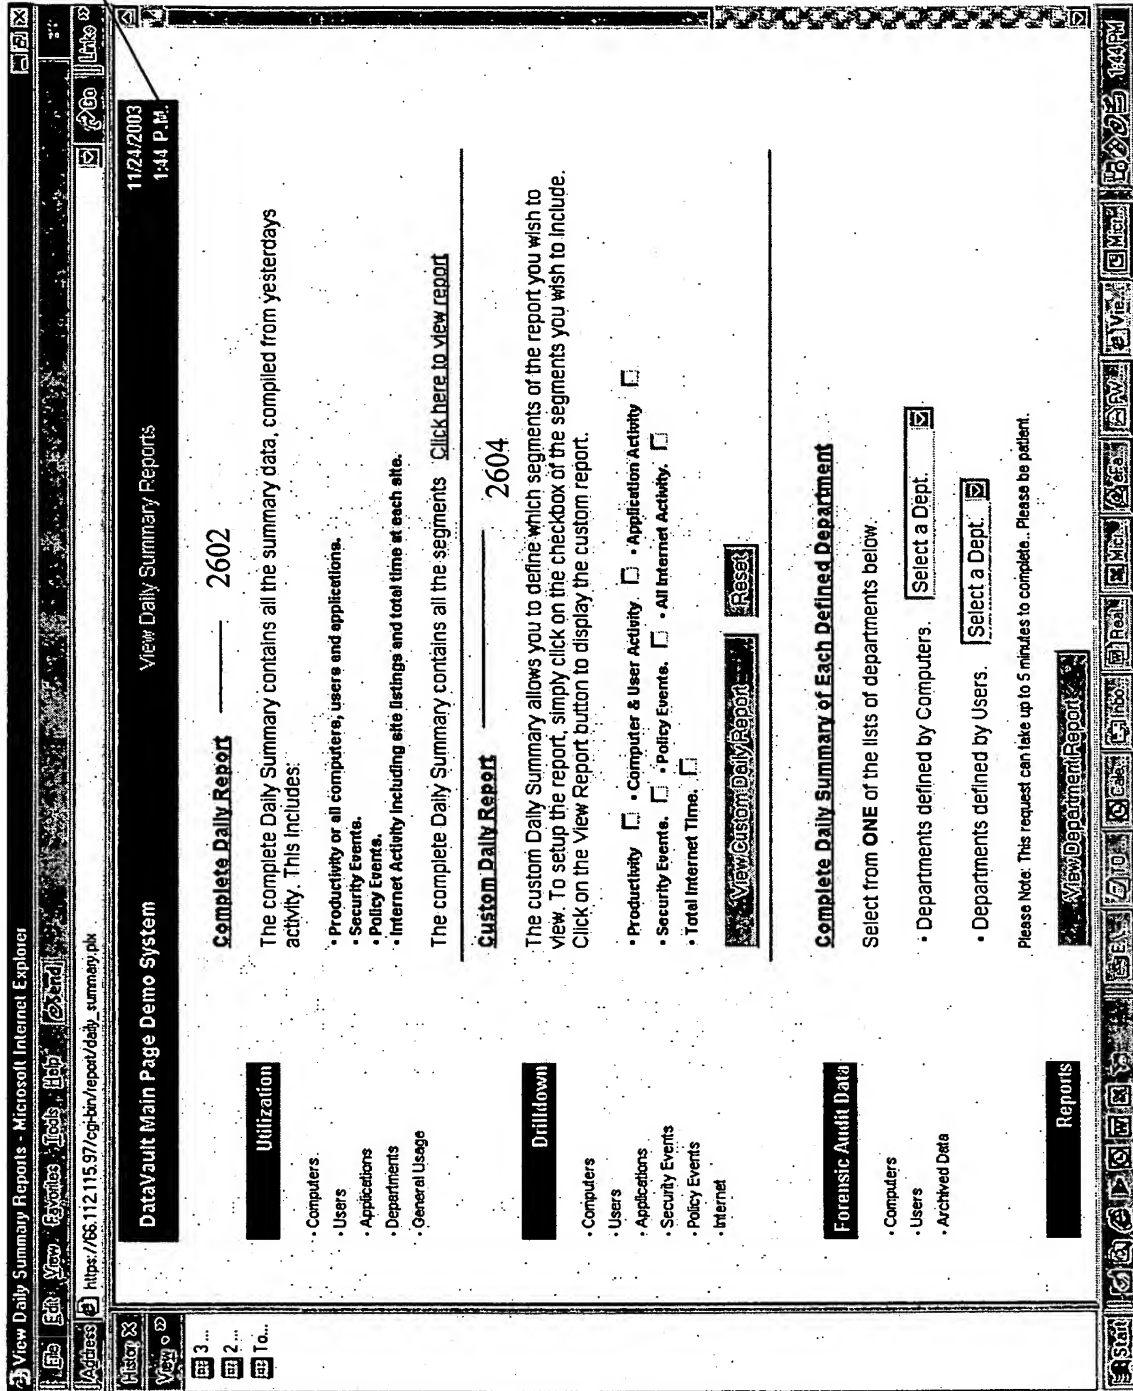 View Daily Summary Reports - Microsoft Internet Explorer
File Edit View Favorites Tools Help Send
Address https://66.112.115.97/cgi-bin/report/daily_summary.plx Go Links »
History X
View »
3...
2...
To...
DataVault Main Page Demo System View Daily Summary Reports 11/24/2003
1:44 P.M.
Utilization
• Computers
• Users
• Applications
• Departments
• General Usage
Drilldown
• Computers
• Users
• Applications
• Security Events
• Policy Events
• Internet
Forensic Audit Data
• Computers
• Users
• Archived Data
Reports
Complete Daily Report 2602
The complete Daily Summary contains all the summary data, compiled from yesterdays
activity. This includes:
• Productivity or all computers, users and applications.
• Security Events.
• Policy Events.
• Internet Activity including site listings and total time at each site.
The complete Daily Summary contains all the segments Click here to view report
Custom Daily Report 2604
The custom Daily Summary allows you to define which segments of the report you wish to
view. To setup the report, simply click on the checkbox of the segments you wish to include.
Click on the View Report button to display the custom report.
• Productivity • Computer & User Activity. • Application Activity
• Security Events. • Policy Events. • All Internet Activity.
• Total Internet Time.
View Custom Daily Report Reset
Complete Daily Summary of Each Defined Department
Select from ONE of the lists of departments below.
• Departments defined by Computers. Select a Dept.
• Departments defined by Users. Select a Dept.
Please Note: This request can take up to 5 minutes to complete.. Please be patient.
View Department Report
Start Cale... Inbo... Real... Micr... eFa... RW... Vie... Micr... 1:44 PM